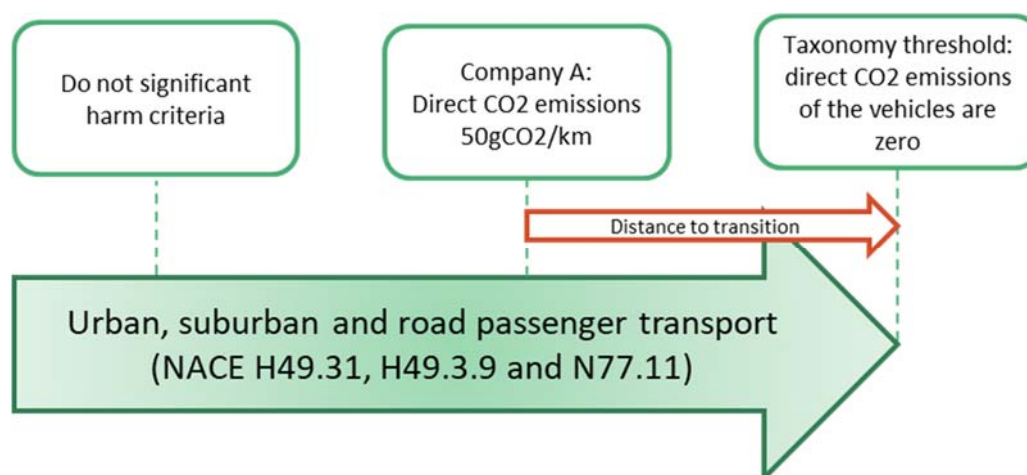 Do not significant
harm criteria
Company A:
Direct CO2 emissions
50gCO2/km
Taxonomy threshold:
direct CO2 emissions
of the vehicles are
zero
Distance to transition
Urban, suburban and road passenger transport
(NACE H49.31, H49.3.9 and N77.11)